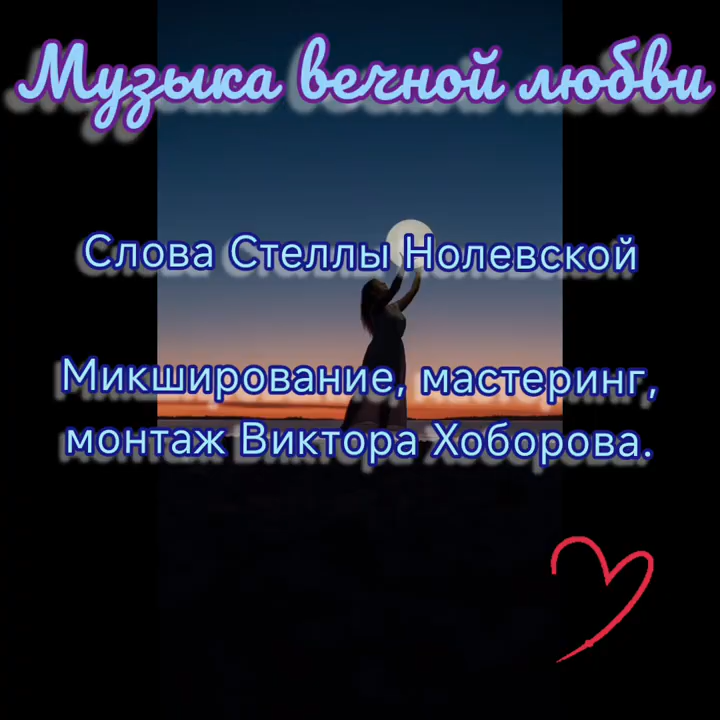 Музыка вечной любви
Слова Стеллы Нолевской
Микширование, мастеринг,
монтаж Виктора Хоборова.